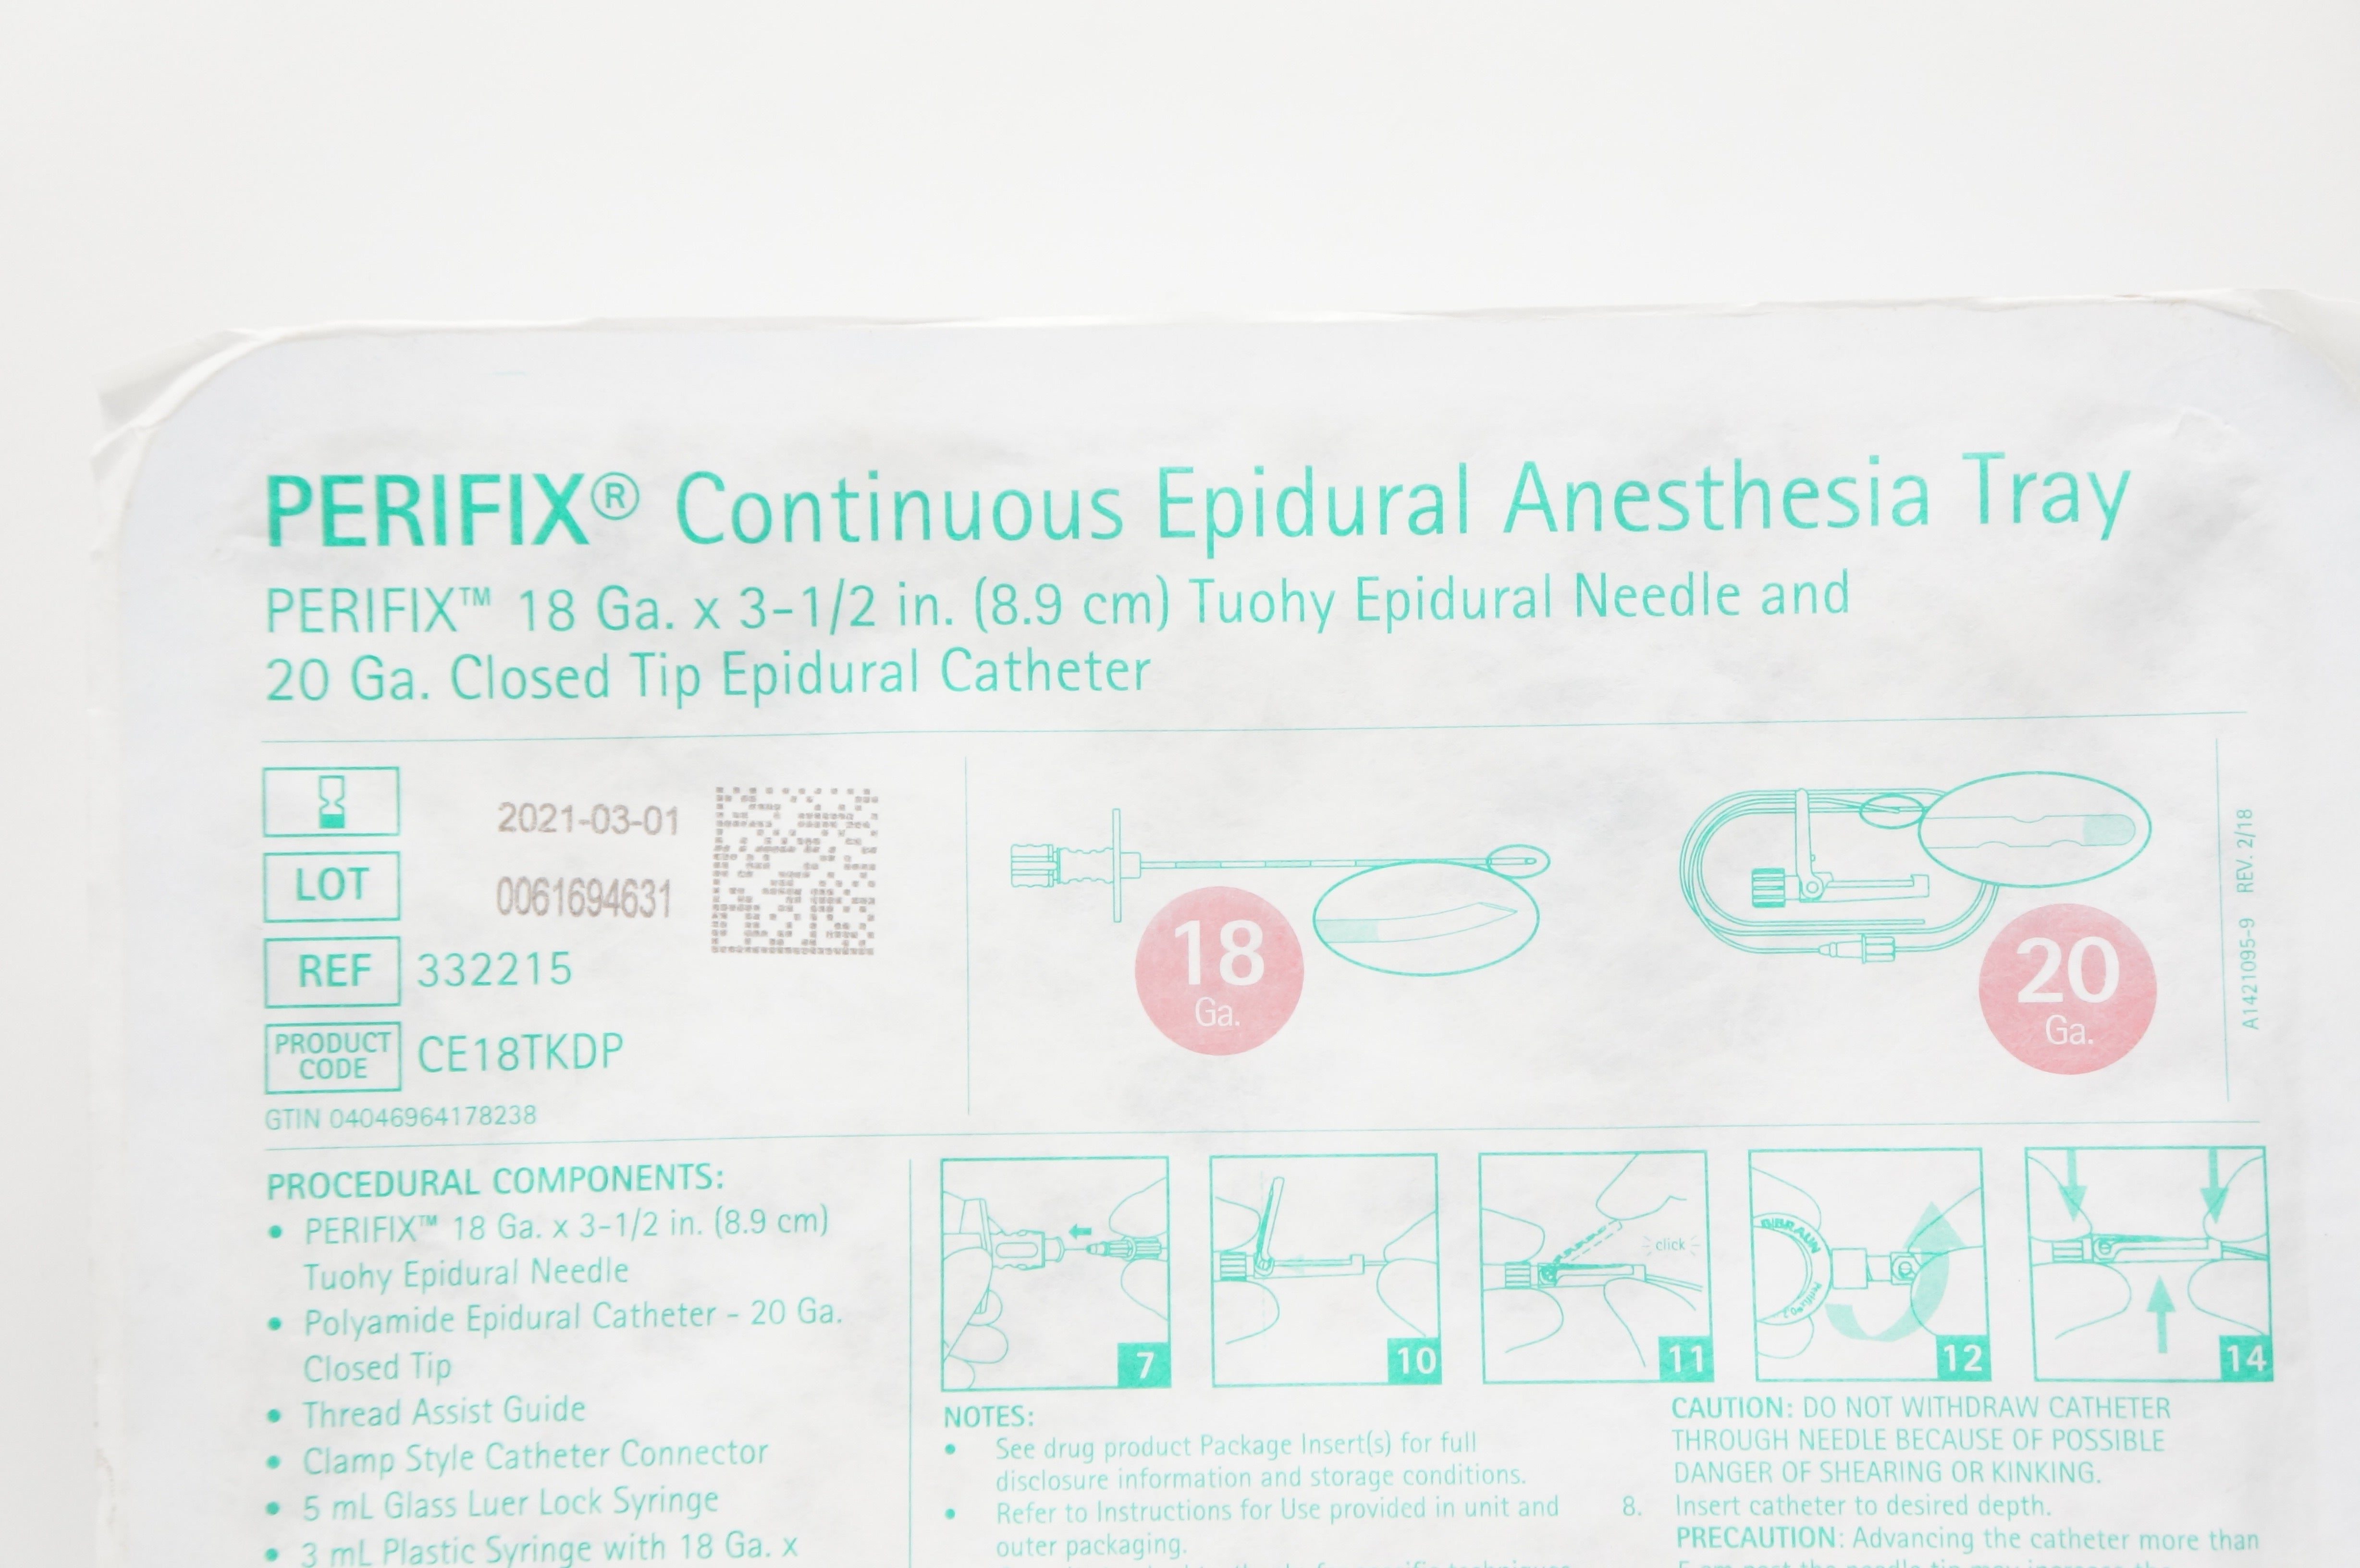 PERIFIX® Continuous Epidural Anesthesia Tray
PERIFIX™ 18 Ga. x 3-1/2 in. (8.9 cm) Tuohy Epidural Needle and
20 Ga. Closed Tip Epidural Catheter
2021-03-01
LOT 0061694631
REF 332215
PRODUCT
CODE CE18TKDP
GTIN 04046964178238
18
Ga.
20
Ga.
A1421095-9 REV. 2/18
PROCEDURAL COMPONENTS:
• PERIFIX™ 18 Ga. x 3-1/2 in. (8.9 cm)
Tuohy Epidural Needle
• Polyamide Epidural Catheter - 20 Ga.
Closed Tip
• Thread Assist Guide
• Clamp Style Catheter Connector
• 5 mL Glass Luer Lock Syringe
• 3 mL Plastic Syringe with 18 Ga. x
7
10
click
11
B|BRAUN
12
14
NOTES:
• See drug product Package Insert(s) for full
disclosure information and storage conditions.
• Refer to Instructions for Use provided in unit and
outer packaging.
CAUTION: DO NOT WITHDRAW CATHETER
THROUGH NEEDLE BECAUSE OF POSSIBLE
DANGER OF SHEARING OR KINKING.
8. Insert catheter to desired depth.
PRECAUTION: Advancing the catheter more than